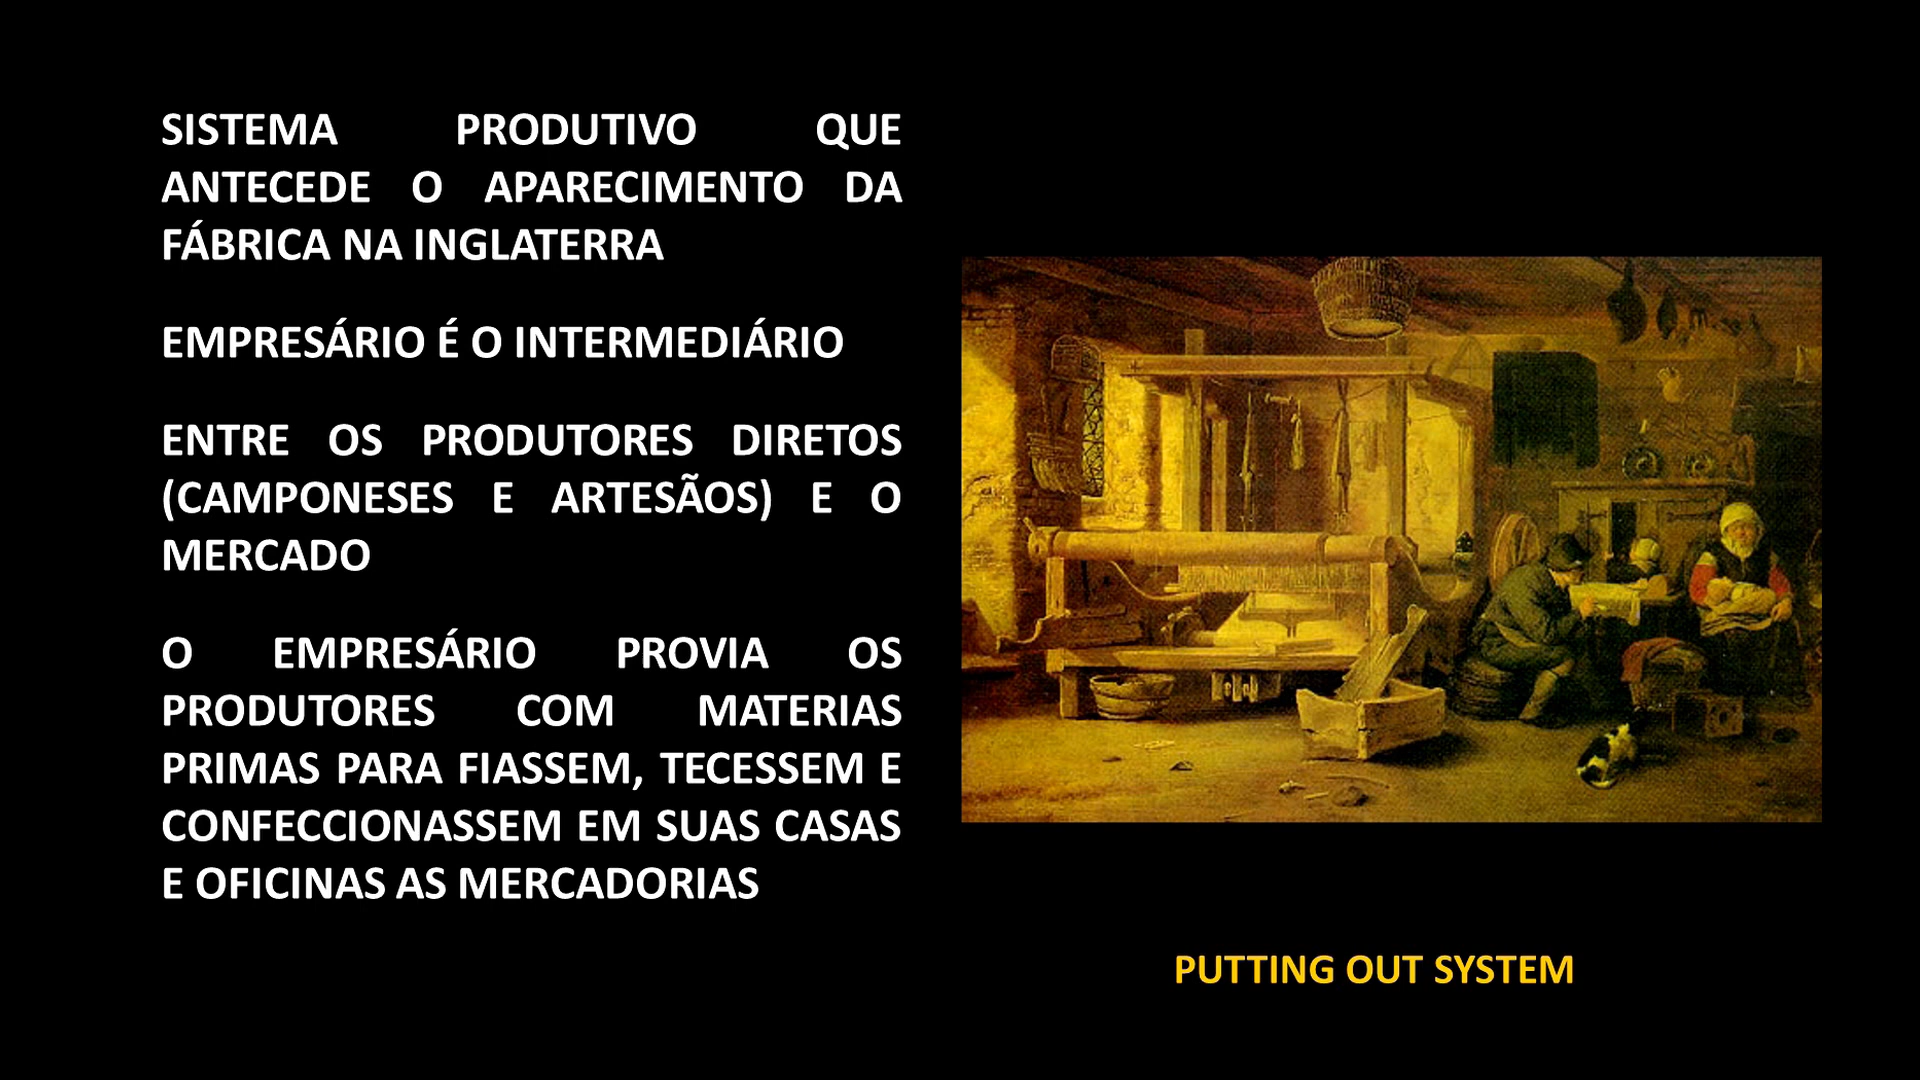 SISTEMA PRODUTIVO QUE
ANTECEDE O APARECIMENTO DA
FÁBRICA NA INGLATERRA
EMPRESÁRIO É O INTERMEDIÁRIO
ENTRE OS PRODUTORES DIRETOS
(CAMPONESES E ARTESÃOS) E O
MERCADO
O EMPRESÁRIO PROVIA OS
PRODUTORES COM MATERIAS
PRIMAS PARA FIASSEM, TECESSEM E
CONFECCIONASSEM EM SUAS CASAS
E OFICINAS AS MERCADORIAS
PUTTING OUT SYSTEM